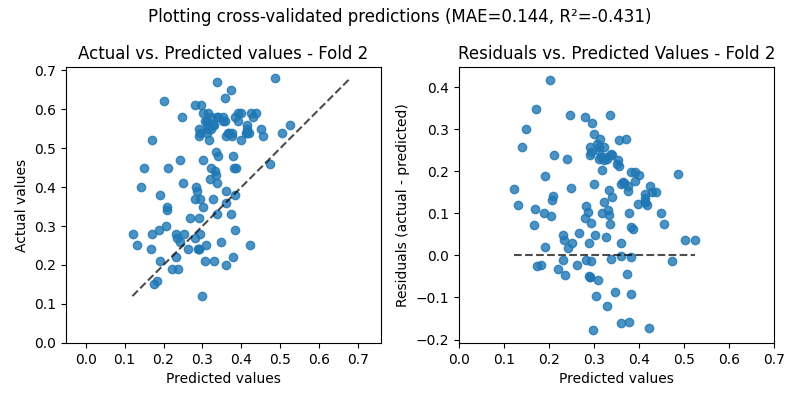 Plotting cross-validated predictions (MAE=0.144, R²=-0.431)
Actual vs. Predicted values - Fold 2
Residuals vs. Predicted Values - Fold 2
Actual values
0.7
0.6
0.5
0.4
0.3
0.2
0.1
0.0
0.0 0.1 0.2 0.3 0.4 0.5 0.6 0.7
Predicted values
Residuals (actual - predicted)
0.4
0.3
0.2
0.1
0.0
−0.1
−0.2
0.0 0.1 0.2 0.3 0.4 0.5 0.6 0.7
Predicted values